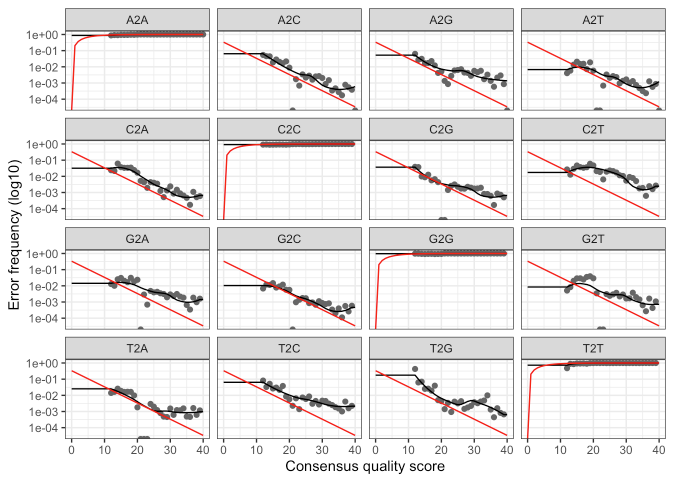 A2A A2C A2G A2T
1e+00
1e-01
1e-02
1e-03
1e-04
C2A C2C C2G C2T
1e+00
1e-01
1e-02
1e-03
1e-04
G2A G2C G2G G2T
1e+00
1e-01
1e-02
1e-03
1e-04
T2A T2C T2G T2T
1e+00
1e-01
1e-02
1e-03
1e-04
0 10 20 30 40 0 10 20 30 40 0 10 20 30 40 0 10 20 30 40
Consensus quality score
Error frequency (log10)